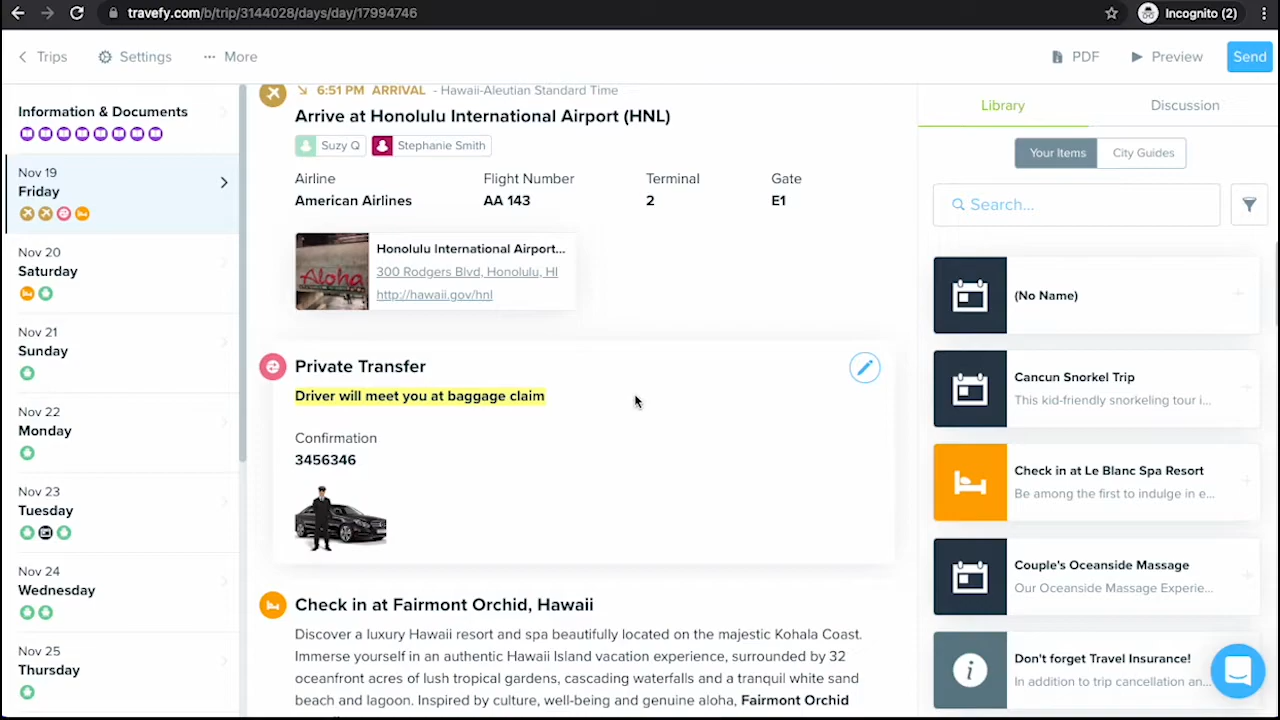 travefy.com/b/trip/3144028/days/day/17994746
Incognito (2)
Trips
Settings
More
PDF
Preview
Send
Information & Documents
Nov 19
Friday
Nov 20
Saturday
Nov 21
Sunday
Nov 22
Monday
Nov 23
Tuesday
Nov 24
Wednesday
Nov 25
Thursday
6:51 PM ARRIVAL - Hawaii-Aleutian Standard Time
Arrive at Honolulu International Airport (HNL)
Suzy Q
Stephanie Smith
Airline Flight Number Terminal Gate
American Airlines AA 143 2 E1
Aloha
Honolulu International Airport...
300 Rodgers Blvd, Honolulu, HI
http://hawaii.gov/hnl
Private Transfer
Driver will meet you at baggage claim
Confirmation
3456346
Check in at Fairmont Orchid, Hawaii
Discover a luxury Hawaii resort and spa beautifully located on the majestic Kohala Coast.
Immerse yourself in an authentic Hawaii Island vacation experience, surrounded by 32
oceanfront acres of lush tropical gardens, cascading waterfalls and a tranquil white sand
beach and lagoon. Inspired by culture, well-being and genuine aloha, Fairmont Orchid
Library
Discussion
Your Items
City Guides
Search...
(No Name)
Cancun Snorkel Trip
This kid-friendly snorkeling tour i...
Check in at Le Blanc Spa Resort
Be among the first to indulge in e...
Couple's Oceanside Massage
Our Oceanside Massage Experie...
Don't forget Travel Insurance!
In addition to trip cancellation an...